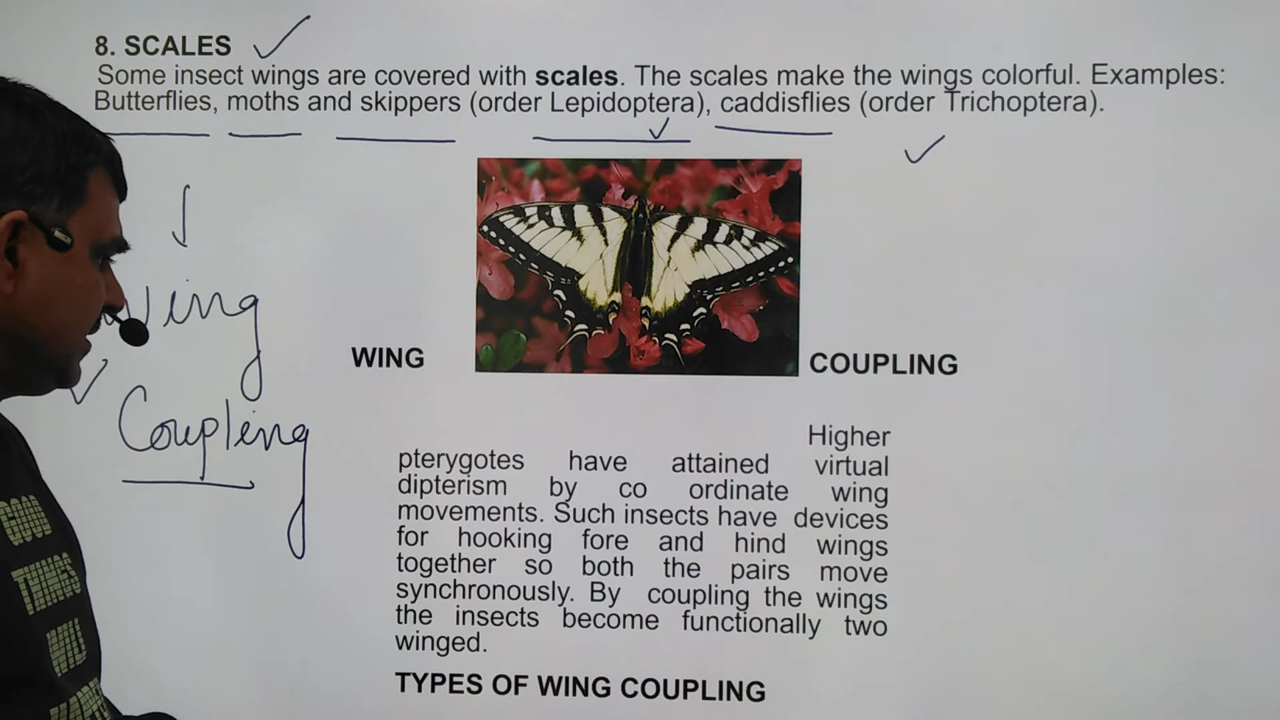 8. SCALES
Some insect wings are covered with scales. The scales make the wings colorful. Examples:
Butterflies, moths and skippers (order Lepidoptera), caddisflies (order Trichoptera).
Wing
Coupling
WING COUPLING
Higher
pterygotes have attained virtual
dipterism by co ordinate wing
movements. Such insects have devices
for hooking fore and hind wings
together so both the pairs move
synchronously. By coupling the wings
the insects become functionally two
winged.
TYPES OF WING COUPLING
GOOD
THINGS